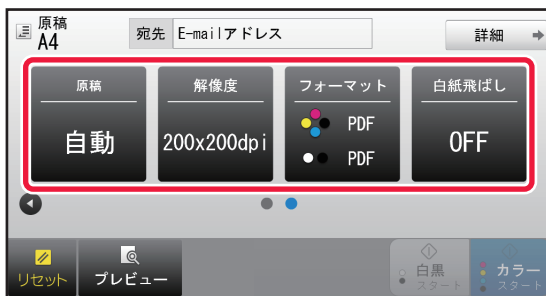 原稿
A4
宛先 E-mailアドレス
詳細
原稿
自動
解像度
200x200dpi
フォーマット
PDF
PDF
白紙飛ばし
OFF
リセット
プレビュー
白黒
スタート
カラー
スタート